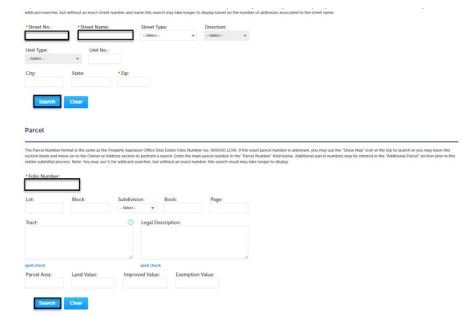 wildcard searches, but without an exact street number and name this search may take longer to display based on the number of addresses associated to the street name.
* Street No.: * Street Name: Street Type: Direction:
--Select-- --Select--
Unit Type: Unit No.:
--Select--
City: State: * Zip:
Search Clear
Parcel
The Parcel Number format is the same as the Property Appraiser Office Real Estate Folio Number (ex. 000000.1234). If the exact parcel number is unknown, you may use the "Show Map" icon at the top to search or you may leave this
section blank and move on to the Owner or Address section to perform a search. Enter the main parcel number in the "Parcel Number" field below. Additional parcel numbers may be entered in the "Additional Parcel" section later in this
online submittal process. Note: You may use % for wildcard searches, but without an exact number, this search result may take longer to display.
* Folio Number:
Lot: Block: Subdivision: Book: Page:
--Select--
Tract: Legal Description:
spell check spell check
Parcel Area: Land Value: Improved Value: Exemption Value:
Search Clear